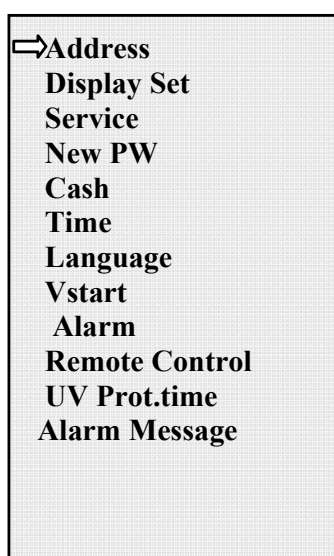 Address
Display Set
Service
New PW
Cash
Time
Language
Vstart
Alarm
Remote Control
UV Prot.time
Alarm Message